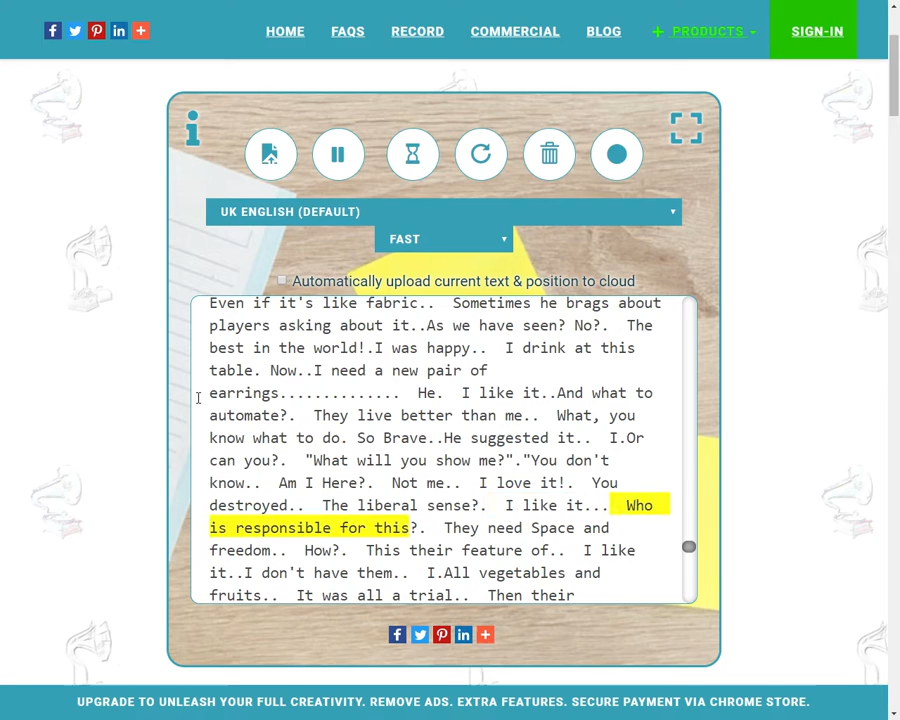 HOME FAQS RECORD COMMERCIAL BLOG + PRODUCTS SIGN-IN
UK ENGLISH (DEFAULT)
FAST
Automatically upload current text & position to cloud
Even if it's like fabric..  Sometimes he brags about
players asking about it..As we have seen? No?.  The
best in the world!.I was happy..  I drink at this
table. Now..I need a new pair of
earrings..............  He.  I like it..And what to
automate?.  They live better than me..  What, you
know what to do. So Brave..He suggested it..  I.Or
can you?.  "What will you show me?"."You don't
know..  Am I Here?.  Not me..  I love it!.  You
destroyed..  The liberal sense?.  I like it...  Who
is responsible for this?.  They need Space and
freedom..  How?.  This their feature of..  I like
it..I don't have them..  I.All vegetables and
fruits..  It was all a trial..  Then their
UPGRADE TO UNLEASH YOUR FULL CREATIVITY. REMOVE ADS. EXTRA FEATURES. SECURE PAYMENT VIA CHROME STORE.